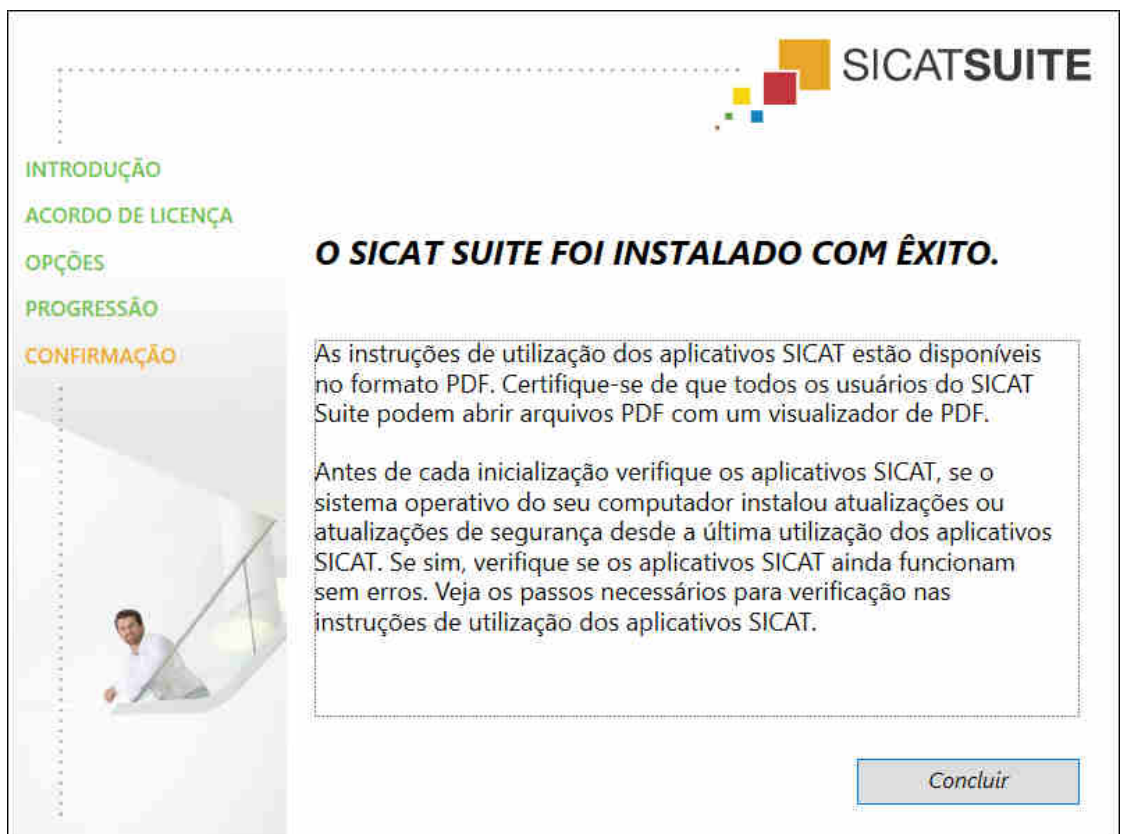 SICATSUITE
INTRODUÇÃO
ACORDO DE LICENÇA
OPÇÕES
PROGRESSÃO
CONFIRMAÇÃO
O SICAT SUITE FOI INSTALADO COM ÊXITO.
As instruções de utilização dos aplicativos SICAT estão disponíveis
no formato PDF. Certifique-se de que todos os usuários do SICAT
Suite podem abrir arquivos PDF com um visualizador de PDF.
Antes de cada inicialização verifique os aplicativos SICAT, se o
sistema operativo do seu computador instalou atualizações ou
atualizações de segurança desde a última utilização dos aplicativos
SICAT. Se sim, verifique se os aplicativos SICAT ainda funcionam
sem erros. Veja os passos necessários para verificação nas
instruções de utilização dos aplicativos SICAT.
Concluir